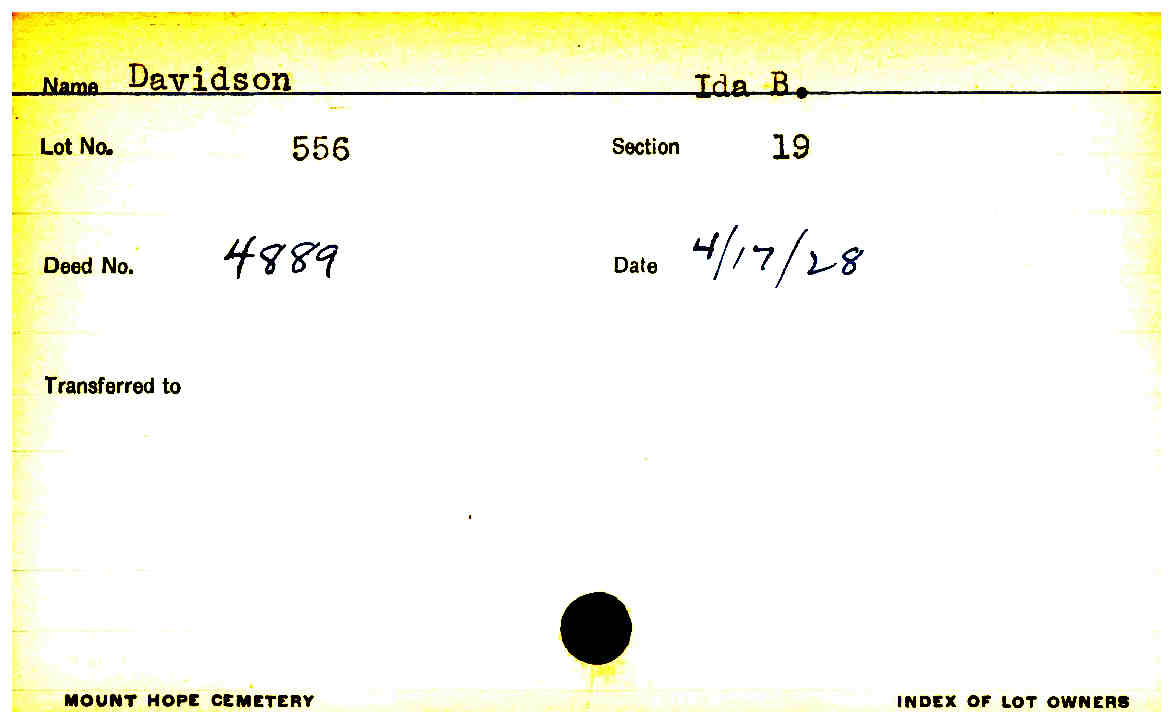 Name Davidson Ida B.
Lot No. 556 Section 19
Deed No. 4889 Date 4/17/28
Transferred to
MOUNT HOPE CEMETERY INDEX OF LOT OWNERS